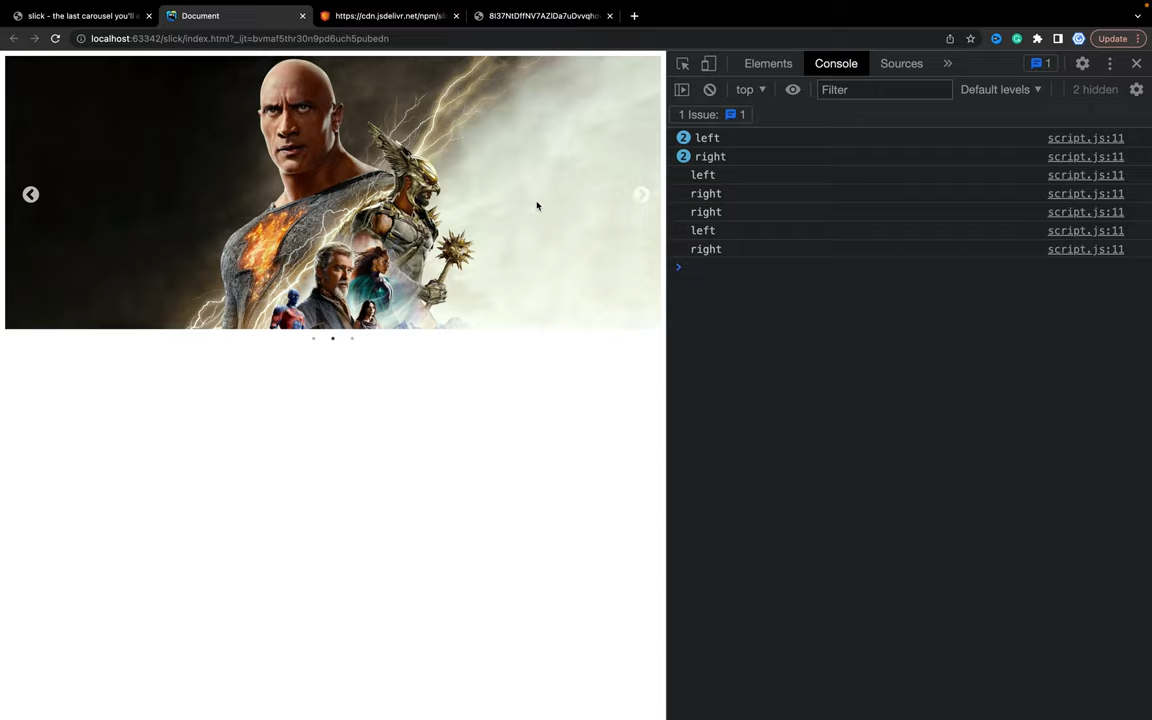 slick - the last carousel you'll e
Document
https://cdn.jsdelivr.net/npm/sli
8I37NtDffNV7AZIDa7uDvvqho
localhost:63342/slick/index.html?_ijt=bvmaf5thr30n9pd6uch5pubedn
Update
Elements
Console
Sources
1
top
Filter
Default levels
2 hidden
1 Issue:
1
2 left script.js:11
2 right script.js:11
left script.js:11
right script.js:11
right script.js:11
left script.js:11
right script.js:11